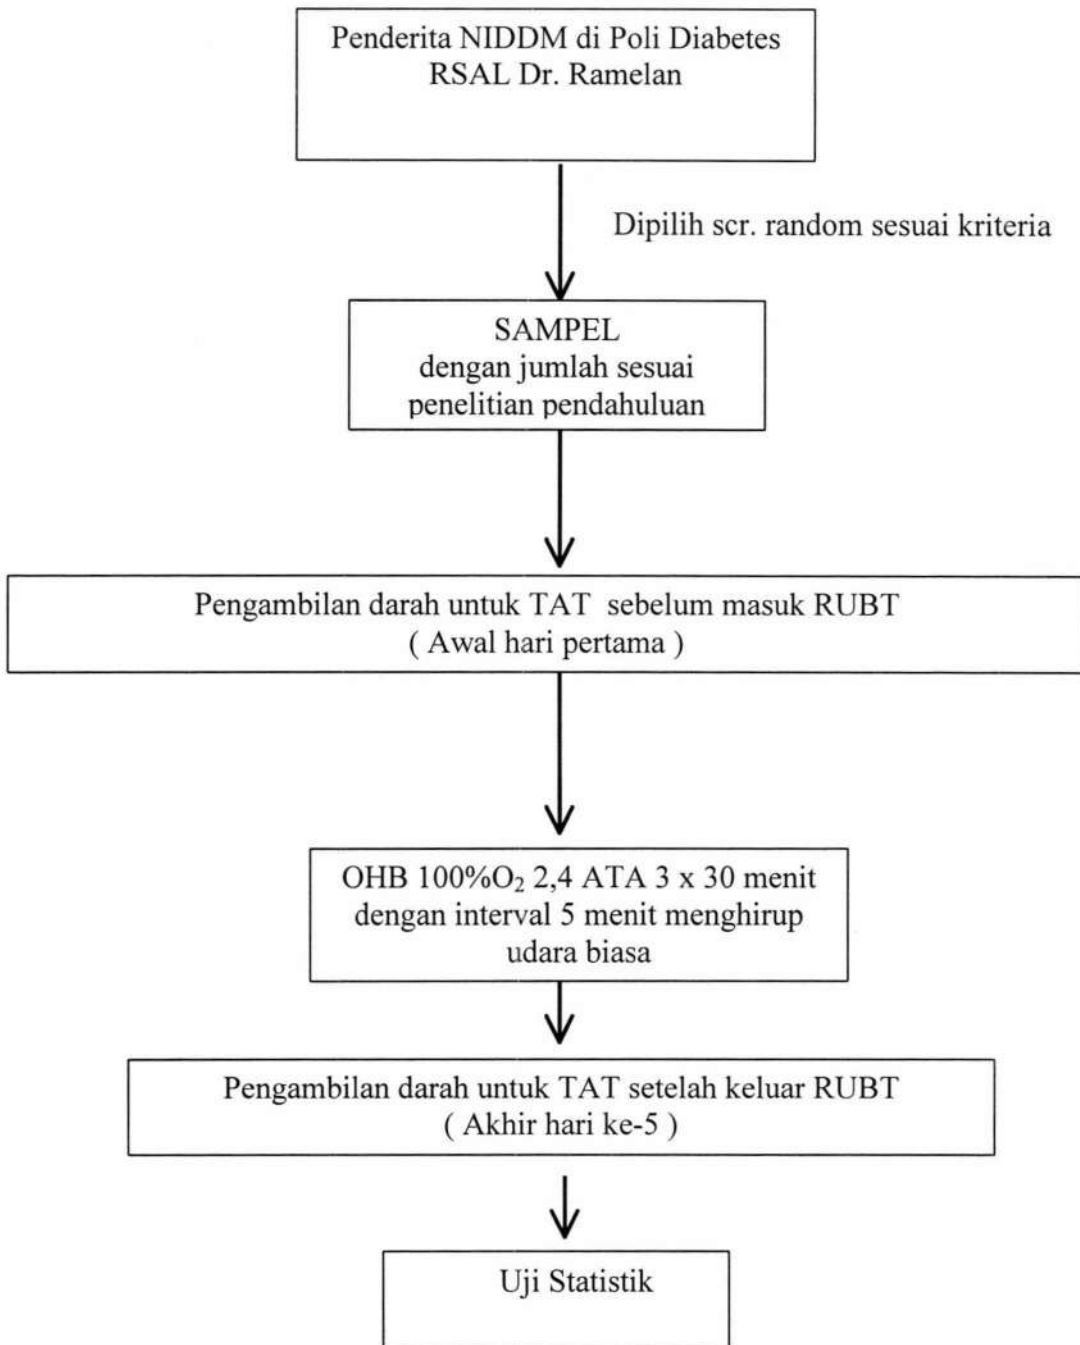 Penderita NIDDM di Poli Diabetes
RSAL Dr. Ramelan
Dipilih scr. random sesuai kriteria
SAMPEL
dengan jumlah sesuai
penelitian pendahuluan
Pengambilan darah untuk TAT sebelum masuk RUBT
( Awal hari pertama )
OHB 100%O₂ 2,4 ATA 3 x 30 menit
dengan interval 5 menit menghirup
udara biasa
Pengambilan darah untuk TAT setelah keluar RUBT
( Akhir hari ke-5 )
Uji Statistik